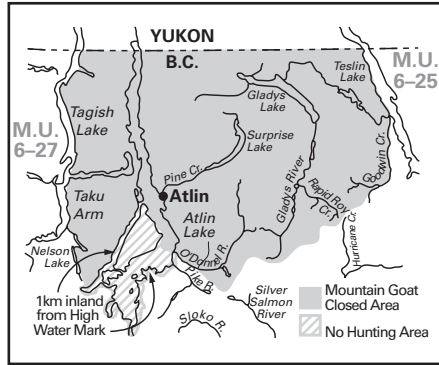 YUKON
B.C.
M.U.
6–25
Teslin
Lake
Gladys
Lake
Tagish
Lake
Surprise
Lake
M.U.
6–27
Pine Cr.
Goodwin Cr.
Taku
Arm
Atlin
Gladys River
Rapid Roy
Cr.
Atlin
Lake
Hurricane Cr.
Nelson
Lake
O'Donnel R.
Pike R.
1km inland
from High
Water Mark
Silver
Salmon
River
Sloko R.
Mountain Goat
Closed Area
No Hunting Area